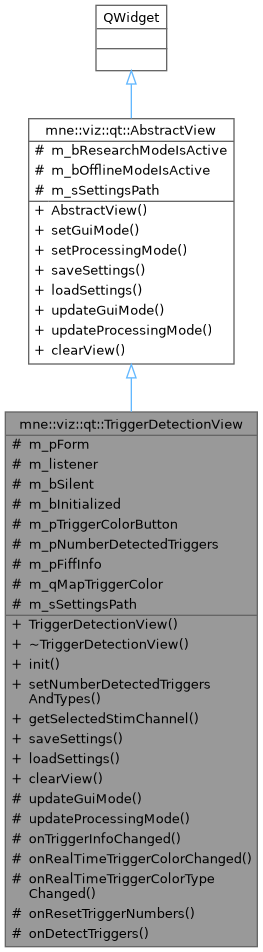 QWidget
mne::viz::qt::AbstractView
# m_bResearchModeIsActive
# m_bOfflineModeIsActive
# m_sSettingsPath
+ AbstractView()
+ setGuiMode()
+ setProcessingMode()
+ saveSettings()
+ loadSettings()
+ updateGuiMode()
+ updateProcessingMode()
+ clearView()
mne::viz::qt::TriggerDetectionView
# m_pForm
# m_listener
# m_bSilent
# m_bInitialized
# m_pTriggerColorButton
# m_pNumberDetectedTriggers
# m_pFiffInfo
# m_qMapTriggerColor
# m_sSettingsPath
+ TriggerDetectionView()
+ ~TriggerDetectionView()
+ init()
+ setNumberDetectedTriggers
AndTypes()
+ getSelectedStimChannel()
+ saveSettings()
+ loadSettings()
+ clearView()
# updateGuiMode()
# updateProcessingMode()
# onTriggerInfoChanged()
# onRealTimeTriggerColorChanged()
# onRealTimeTriggerColorType
Changed()
# onResetTriggerNumbers()
# onDetectTriggers()